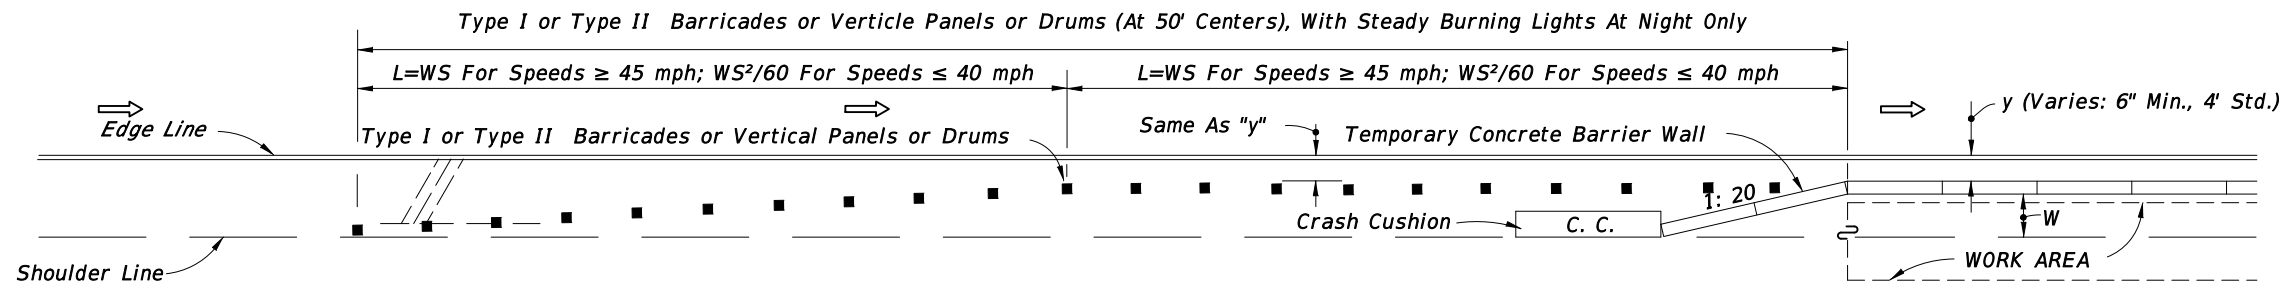 Type I or Type II Barricades or Verticle Panels or Drums (At 50' Centers), With Steady Burning Lights At Night Only
L=WS For Speeds ≥ 45 mph; WS²/60 For Speeds ≤ 40 mph
L=WS For Speeds ≥ 45 mph; WS²/60 For Speeds ≤ 40 mph
y (Varies: 6" Min., 4' Std.)
Edge Line
Type I or Type II Barricades or Vertical Panels or Drums
Same As "y"
Temporary Concrete Barrier Wall
1: 20
Crash Cushion
C. C.
W
Shoulder Line
WORK AREA